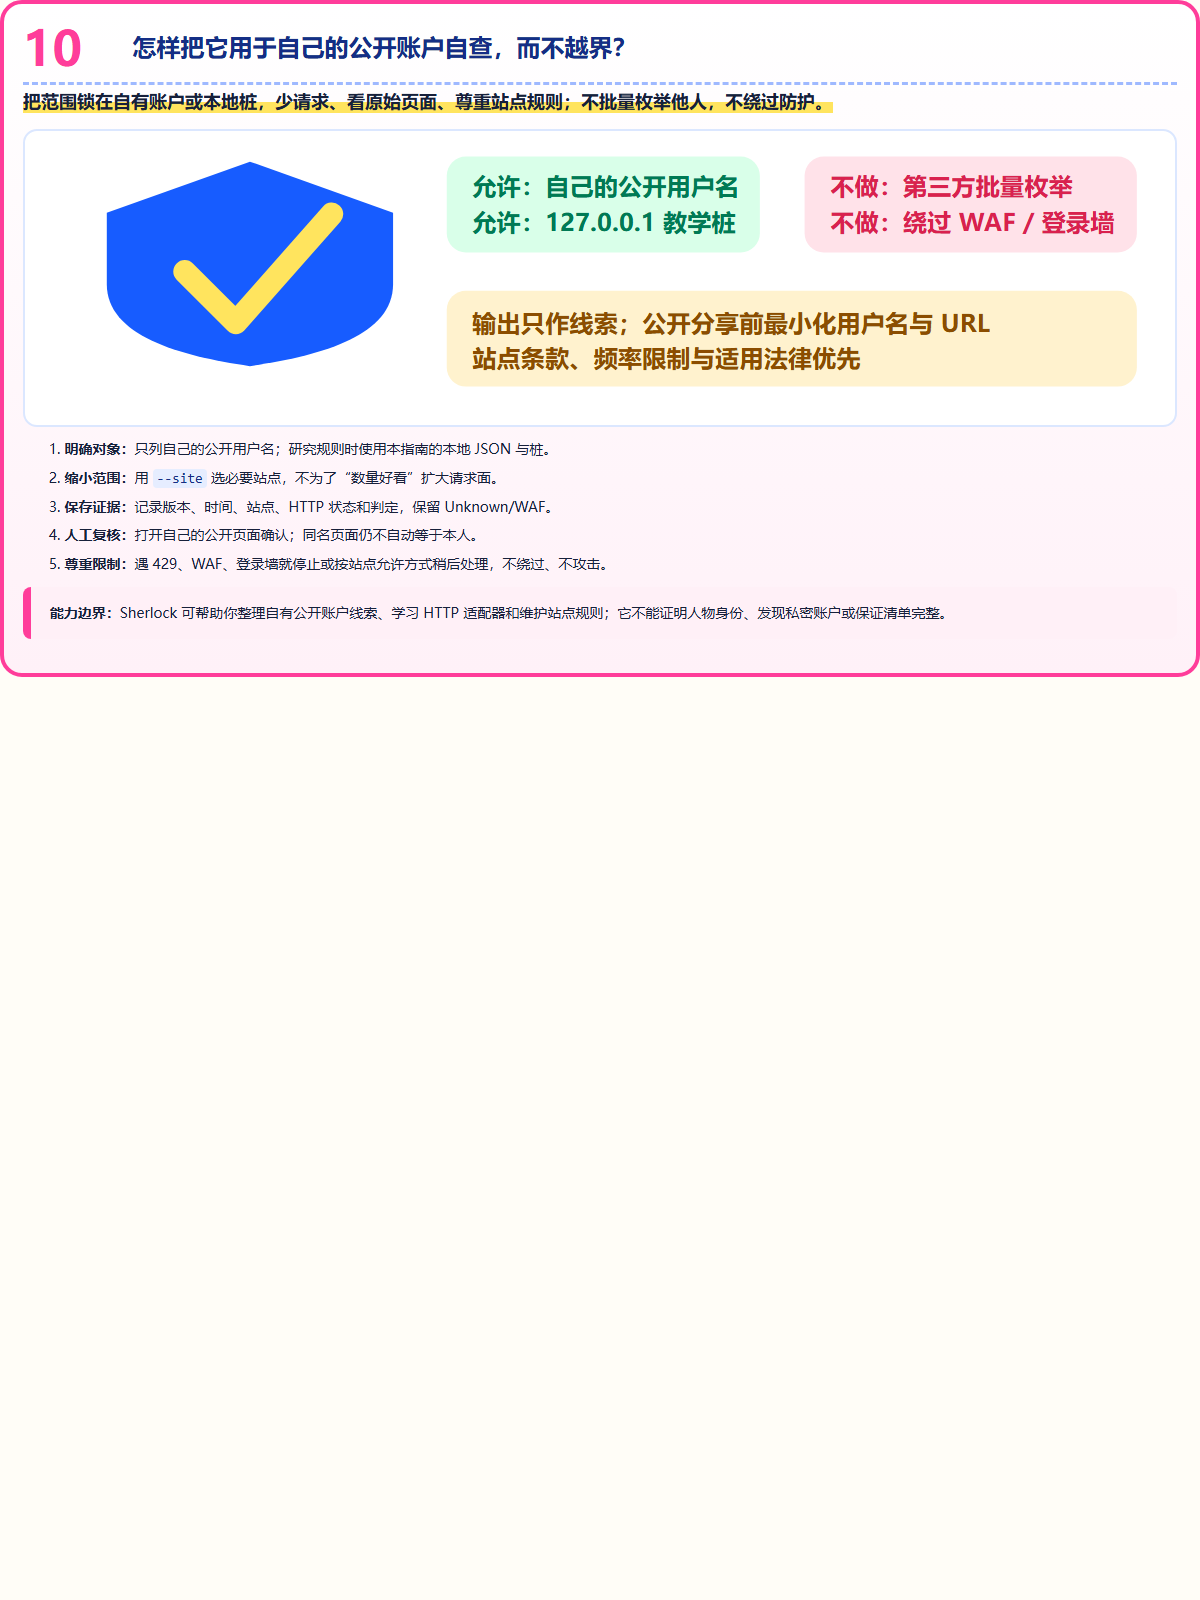 10 怎样把它用于自己的公开账户自查，而不越界？
把范围锁在自有账户或本地桩，少请求、看原始页面、尊重站点规则；不批量枚举他人，不绕过防护。
允许：自己的公开用户名
允许：127.0.0.1 教学桩
不做：第三方批量枚举
不做：绕过 WAF / 登录墙
输出只作线索；公开分享前最小化用户名与 URL
站点条款、频率限制与适用法律优先
1. 明确对象：只列自己的公开用户名；研究规则时使用本指南的本地 JSON 与桩。
2. 缩小范围：用 --site 选必要站点，不为了“数量好看”扩大请求面。
3. 保存证据：记录版本、时间、站点、HTTP 状态和判定，保留 Unknown/WAF。
4. 人工复核：打开自己的公开页面确认；同名页面仍不自动等于本人。
5. 尊重限制：遇 429、WAF、登录墙就停止或按站点允许方式稍后处理，不绕过、不攻击。
能力边界：Sherlock 可帮助你整理自有公开账户线索、学习 HTTP 适配器和维护站点规则；它不能证明人物身份、发现私密账户或保证清单完整。